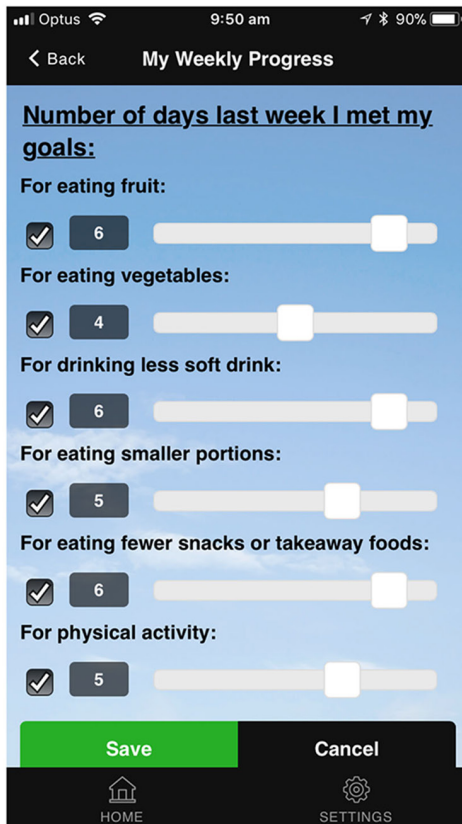 Optus 9:50 am 90%
Back My Weekly Progress
Number of days last week I met my
goals:
For eating fruit:
6
For eating vegetables:
4
For drinking less soft drink:
6
For eating smaller portions:
5
For eating fewer snacks or takeaway foods:
6
For physical activity:
5
Save Cancel
HOME SETTINGS